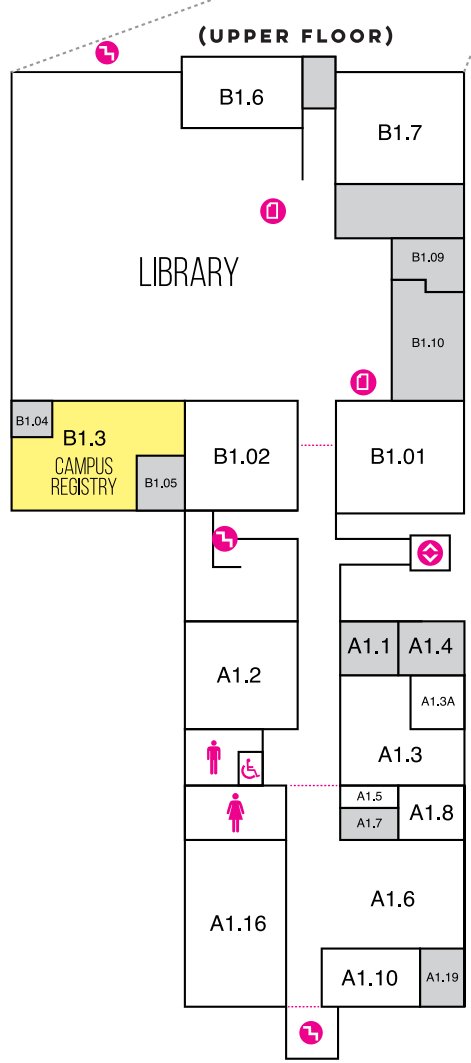 (UPPER FLOOR)
B1.6
B1.7
LIBRARY
B1.09
B1.10
B1.04
B1.3
CAMPUS
REGISTRY
B1.05
B1.02
B1.01
A1.1
A1.4
A1.2
A1.3A
A1.3
A1.5
A1.7
A1.8
A1.6
A1.16
A1.10
A1.19